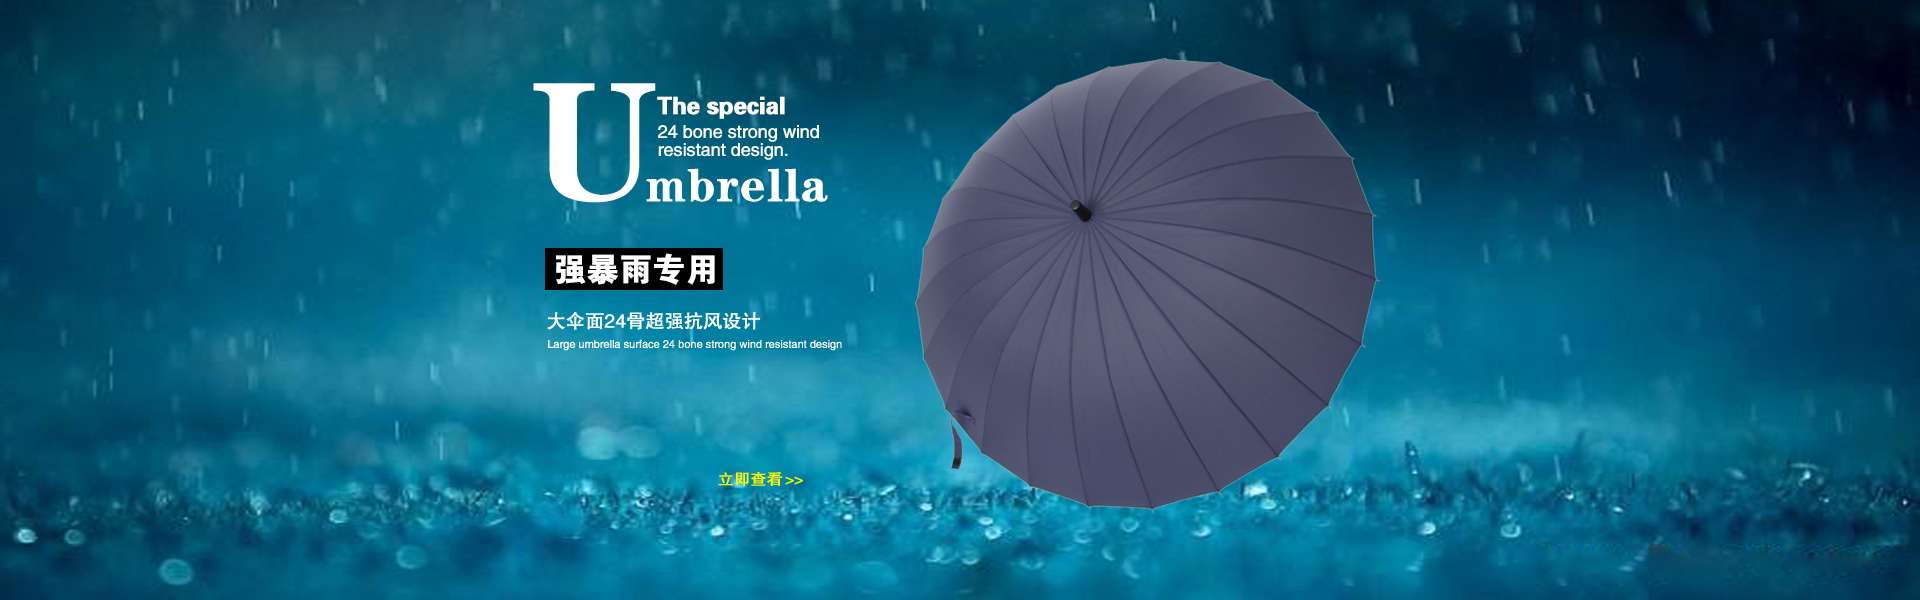 The special
24 bone strong wind
resistant design.
Umbrella
强暴雨专用
大伞面24骨超强抗风设计
Large umbrella surface 24 bone strong wind resistant design
立即查看>>